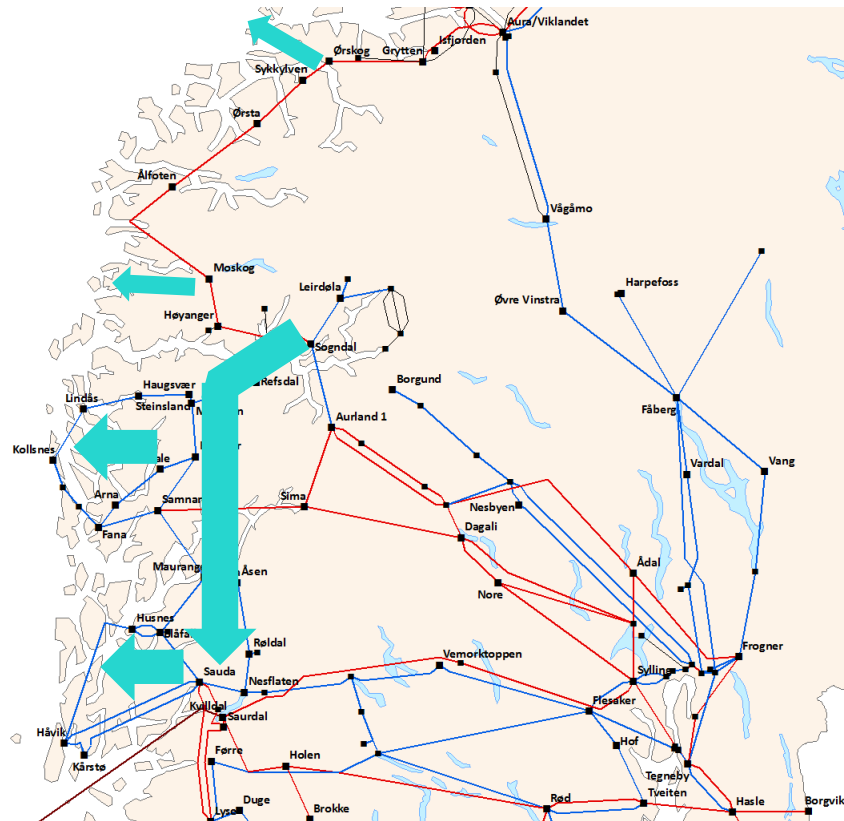 Aura/Viklandet
Isfjorden
Ørskog
Grytten
Sykkylven
Ørsta
Ålfoten
Vågåmo
Moskog
Leirdøla
Harpefoss
Øvre Vinstra
Høyanger
Sogndal
Refsdal
Borgund
Haugsvær
Lindås
Steinsland
Fåberg
Aurland 1
Kollsnes
Vang
Vardal
Arna
Samnan
Sima
Nesbyen
Fana
Dagali
Maurang
Åsen
Ådal
Nore
Husnes
Røldal
Vemorktoppen
Frogner
Sauda
Sylling
Nesflaten
Kvilldal
Saurdal
Flesaker
Håvik
Hof
Kårstø
Førre
Holen
Tegneby
Tveiten
Duge
Lyse
Brokke
Rød
Hasle
Borgvik